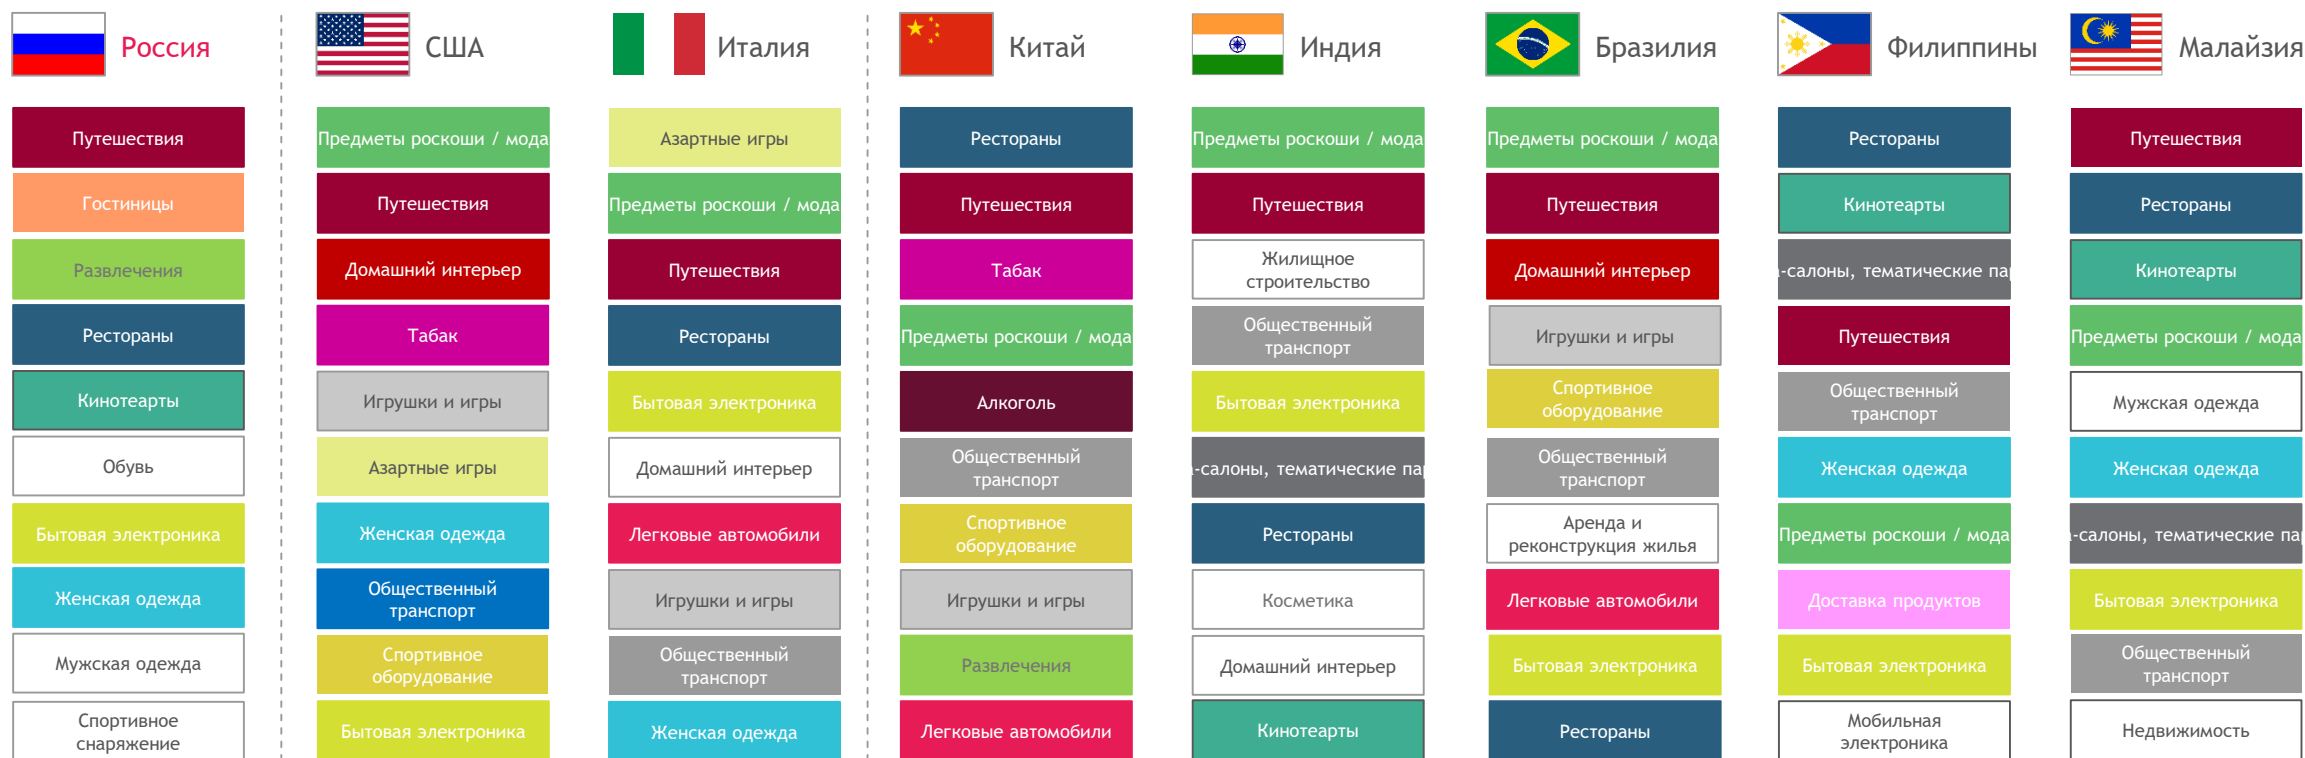 Россия
США
Италия
Китай
Индия
Бразилия
Филиппины
Малайзия
Путешествия
Гостиницы
Развлечения
Рестораны
Кинотеарты
Обувь
Бытовая электроника
Женская одежда
Мужская одежда
Спортивное
снаряжение
Предметы роскоши / мода
Путешествия
Домашний интерьер
Табак
Игрушки и игры
Азартные игры
Женская одежда
Общественный
транспорт
Спортивное
оборудование
Бытовая электроника
Азартные игры
Предметы роскоши / мода
Путешествия
Рестораны
Бытовая электроника
Домашний интерьер
Легковые автомобили
Игрушки и игры
Общественный
транспорт
Женская одежда
Рестораны
Путешествия
Табак
Предметы роскоши / мода
Алкоголь
Общественный
транспорт
Спортивное
оборудование
Игрушки и игры
Развлечения
Легковые автомобили
Предметы роскоши / мода
Путешествия
Жилищное
строительство
Общественный
транспорт
Бытовая электроника
-салоны, тематические пар
Рестораны
Косметика
Домашний интерьер
Кинотеарты
Предметы роскоши / мода
Путешествия
Домашний интерьер
Игрушки и игры
Спортивное
оборудование
Общественный
транспорт
Аренда и
реконструкция жилья
Легковые автомобили
Бытовая электроника
Рестораны
Рестораны
Кинотеарты
-салоны, тематические пар
Путешествия
Общественный
транспорт
Женская одежда
Предметы роскоши / мода
Доставка продуктов
Бытовая электроника
Мобильная
электроника
Путешествия
Рестораны
Кинотеарты
Предметы роскоши / мода
Мужская одежда
Женская одежда
-салоны, тематические пар
Бытовая электроника
Общественный
транспорт
Недвижимость